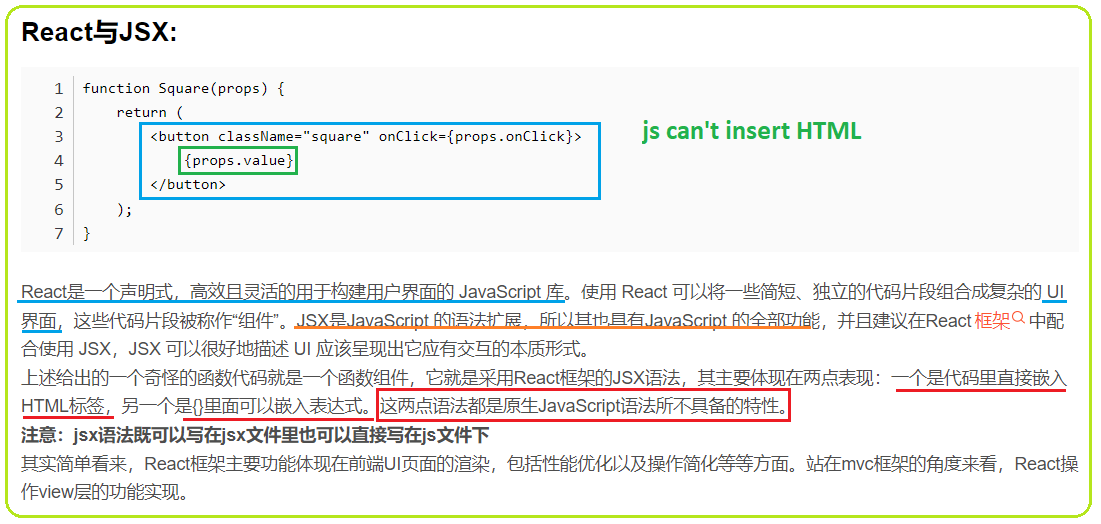 React与JSX:
1 function Square(props) {
2 return (
3 <button className="square" onClick={props.onClick}>
js can't insert HTML
4 {props.value}
5 </button>
6 );
7 }
React是一个声明式，高效且灵活的用于构建用户界面的 JavaScript 库。使用 React 可以将一些简短、独立的代码片段组合成复杂的 UI
界面，这些代码片段被称作“组件”。JSX是JavaScript 的语法扩展，所以其也具有JavaScript 的全部功能，并且建议在React 框架 中配
合使用 JSX，JSX 可以很好地描述 UI 应该呈现出它应有交互的本质形式。
上述给出的一个奇怪的函数代码就是一个函数组件，它就是采用React框架的JSX语法，其主要体现在两点表现：一个是代码里直接嵌入
HTML标签，另一个是{}里面可以嵌入表达式。这两点语法都是原生JavaScript语法所不具备的特性。
注意：jsx语法既可以写在jsx文件里也可以直接写在js文件下
其实简单看来，React框架主要功能体现在前端UI页面的渲染，包括性能优化以及操作简化等等方面。站在mvc框架的角度来看，React操
作view层的功能实现。